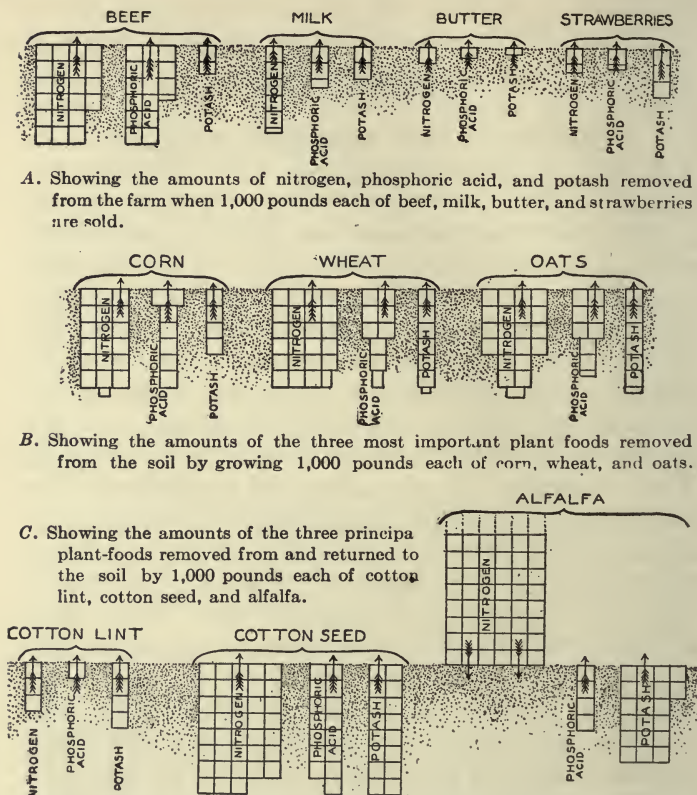 BEEF MILK BUTTER STRAWBERRIES
NITROGEN
PHOSPHORIC
ACID
POTASH
NITROGEN
PHOSPHORIC
ACID
POTASH
NITROGEN
PHOSPHORIC
ACID
POTASH
NITROGEN
PHOSPHORIC
ACID
POTASH
A. Showing the amounts of nitrogen, phosphoric acid, and potash removed
from the farm when 1,000 pounds each of beef, milk, butter, and strawberries
are sold.
CORN WHEAT OATS
NITROGEN
PHOSPHORIC
ACID
POTASH
NITROGEN
PHOSPHORIC
ACID
POTASH
NITROGEN
PHOSPHORIC
ACID
POTASH
B. Showing the amounts of the three most important plant foods removed
from the soil by growing 1,000 pounds each of corn, wheat, and oats.
ALFALFA
C. Showing the amounts of the three principa
plant-foods removed from and returned to
the soil by 1,000 pounds each of cotton
lint, cotton seed, and alfalfa.
NITROGEN
COTTON LINT COTTON SEED
NITROGEN
PHOSPHORIC
ACID
POTASH
NITROGEN
PHOSPHORIC
ACID
POTASH
PHOSPHORIC
ACID
POTASH